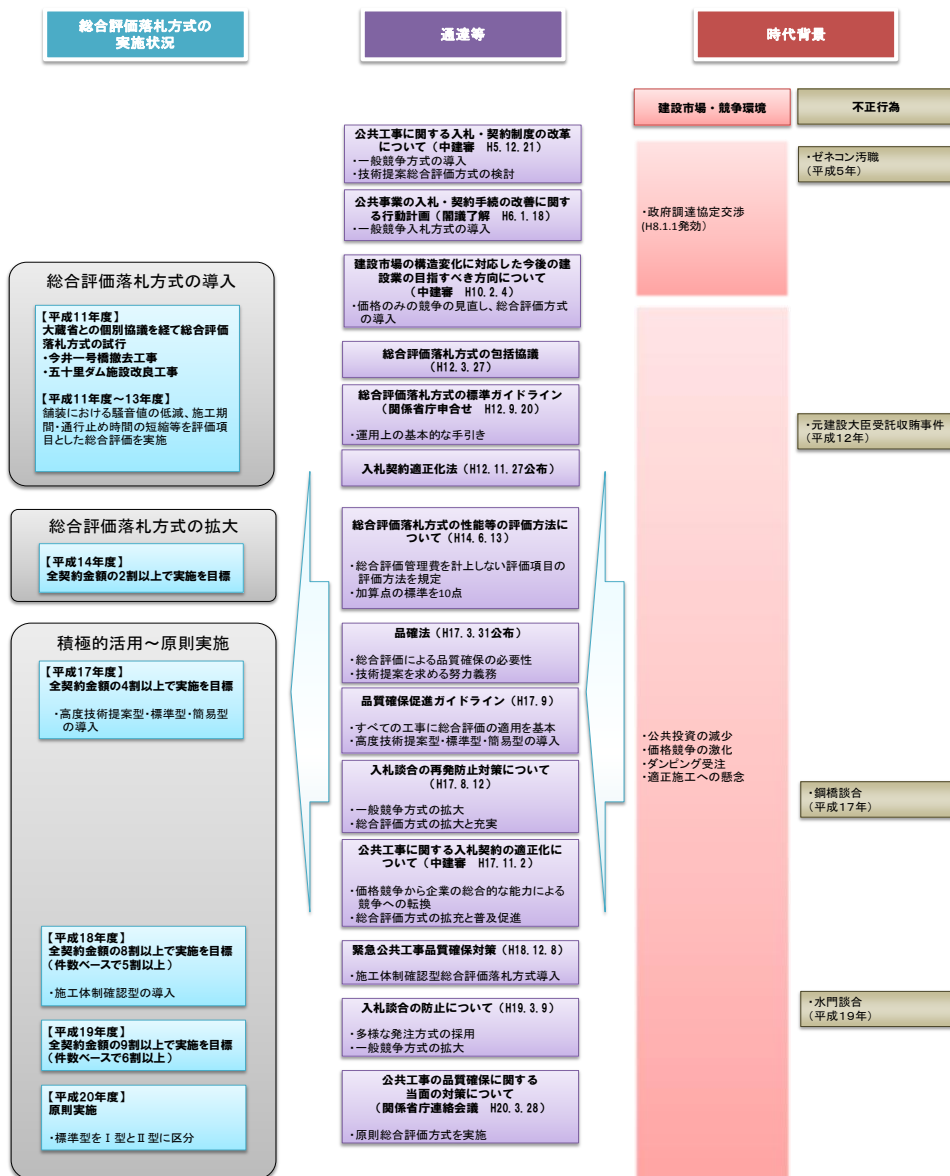 総合評価落札方式の
実施状況
通達等
時代背景
建設市場・競争環境
不正行為
公共工事に関する入札・契約制度の改革
について（中建審　H5.12.21）
・一般競争方式の導入
・技術提案総合評価方式の検討
公共事業の入札・契約手続の改善に関す
る行動計画（閣議了解　H6.1.18）
・一般競争入札方式の導入
建設市場の構造変化に対応した今後の建
設業の目指すべき方向について
（中建審　H10.2.4）
・価格のみの競争の見直し、総合評価方式
の導入
総合評価落札方式の包括協議
（H12.3.27）
総合評価落札方式の標準ガイドライン
（関係省庁申合せ　H12.9.20）
・運用上の基本的な手引き
入札契約適正化法（H12.11.27公布）
総合評価落札方式の性能等の評価方法に
ついて（H14.6.13）
・総合評価管理費を計上しない評価項目の
評価方法を規定
・加算点の標準を10点
品確法（H17.3.31公布）
・総合評価による品質確保の必要性
・技術提案を求める努力義務
品質確保促進ガイドライン（H17.9）
・すべての工事に総合評価の適用を基本
・高度技術提案型・標準型・簡易型の導入
入札談合の再発防止対策について
（H17.8.12）
・一般競争方式の拡大
・総合評価方式の拡大と充実
公共工事に関する入札契約の適正化に
ついて（中建審　H17.11.2）
・価格競争から企業の総合的な能力による
競争への転換
・総合評価方式の拡充と普及促進
緊急公共工事品質確保対策（H18.12.8）
・施工体制確認型総合評価落札方式導入
入札談合の防止について（H19.3.9）
・多様な発注方式の採用
・一般競争方式の拡大
公共工事の品質確保に関する
当面の対策について
（関係省庁連絡会議　H20.3.28）
・原則総合評価方式を実施
総合評価落札方式の導入
【平成11年度】
大蔵省との個別協議を経て総合評価
落札方式の試行
・今井一号橋撤去工事
・五十里ダム施設改良工事
【平成11年度～13年度】
舗装における騒音値の低減、施工期
間・通行止め時間の短縮等を評価項
目とした総合評価を実施
総合評価落札方式の拡大
【平成14年度】
全契約金額の2割以上で実施を目標
積極的活用～原則実施
【平成17年度】
全契約金額の4割以上で実施を目標
・高度技術提案型・標準型・簡易型
の導入
【平成18年度】
全契約金額の8割以上で実施を目標
（件数ベースで5割以上）
・施工体制確認型の導入
【平成19年度】
全契約金額の9割以上で実施を目標
（件数ベースで6割以上）
【平成20年度】
原則実施
・標準型をⅠ型とⅡ型に区分
・政府調達協定交渉
(H8.1.1発効）
・公共投資の減少
・価格競争の激化
・ダンピング受注
・適正施工への懸念
・ゼネコン汚職
（平成5年）
・元建設大臣受託収賄事件
（平成12年）
・鋼橋談合
（平成17年）
・水門談合
（平成19年）